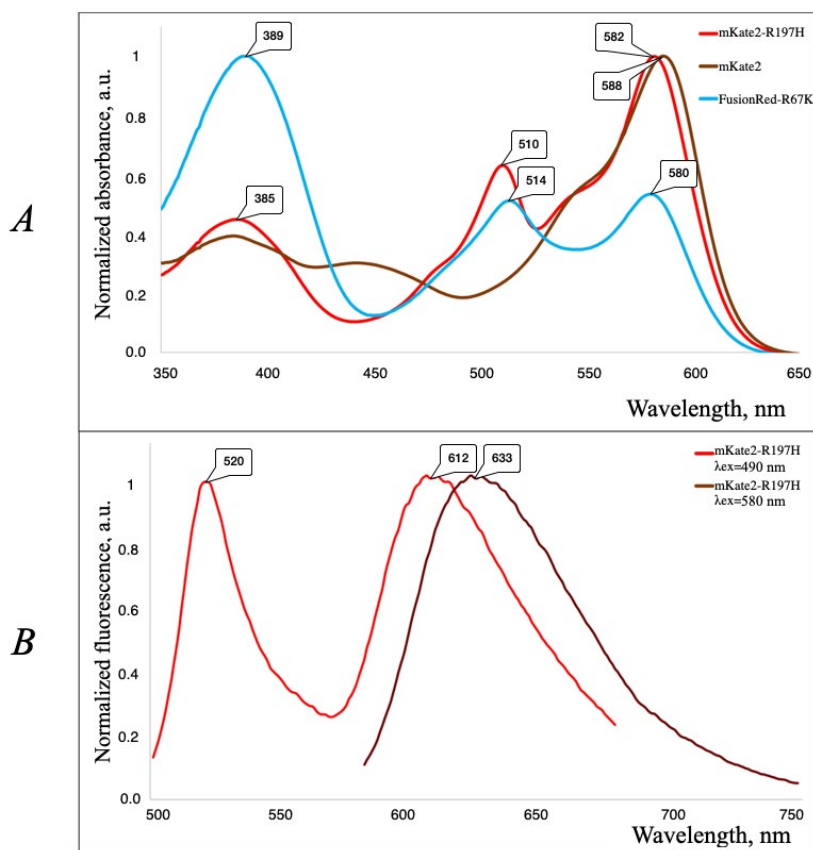 A
Normalized absorbance, a.u.
1
0.8
0.6
0.4
0.2
0.0
389
385
510
514
582
588
580
mKate2-R197H
mKate2
FusionRed-R67K
350
400
450
500
550
600
650
Wavelength, nm
B
Normalized fluorescence, a.u.
1
0.8
0.6
0.4
0.2
0.0
520
612
633
mKate2-R197H
λex=490 nm
mKate2-R197H
λex=580 nm
500
550
600
650
700
750
Wavelength, nm